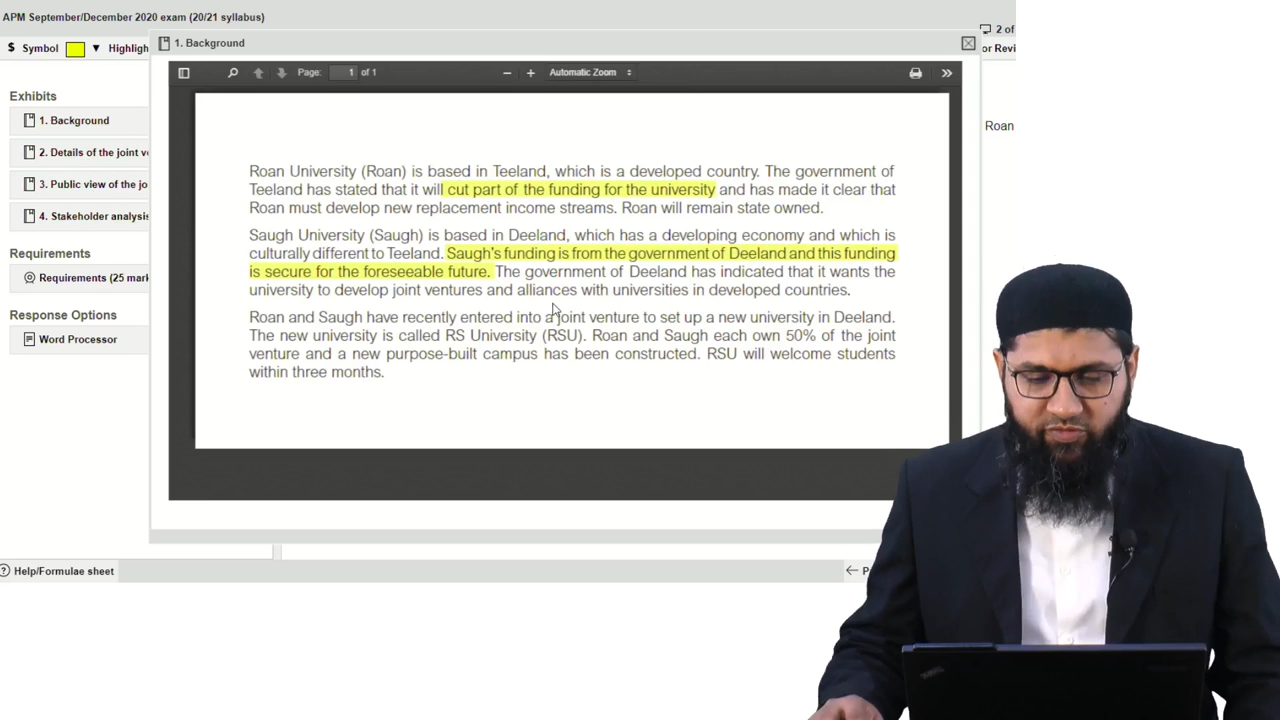 APM September/December 2020 exam (20/21 syllabus)
2 of
$ Symbol Highligh
or Revi
1. Background
Page: 1 of 1
Automatic Zoom
Exhibits
1. Background
2. Details of the joint v
3. Public view of the jo
4. Stakeholder analysis
Requirements
Requirements (25 mark
Response Options
Word Processor
Roan
Roan University (Roan) is based in Teeland, which is a developed country. The government of
Teeland has stated that it will cut part of the funding for the university and has made it clear that
Roan must develop new replacement income streams. Roan will remain state owned.
Saugh University (Saugh) is based in Deeland, which has a developing economy and which is
culturally different to Teeland. Saugh's funding is from the government of Deeland and this funding
is secure for the foreseeable future. The government of Deeland has indicated that it wants the
university to develop joint ventures and alliances with universities in developed countries.
Roan and Saugh have recently entered into a joint venture to set up a new university in Deeland.
The new university is called RS University (RSU). Roan and Saugh each own 50% of the joint
venture and a new purpose-built campus has been constructed. RSU will welcome students
within three months.
Help/Formulae sheet
P